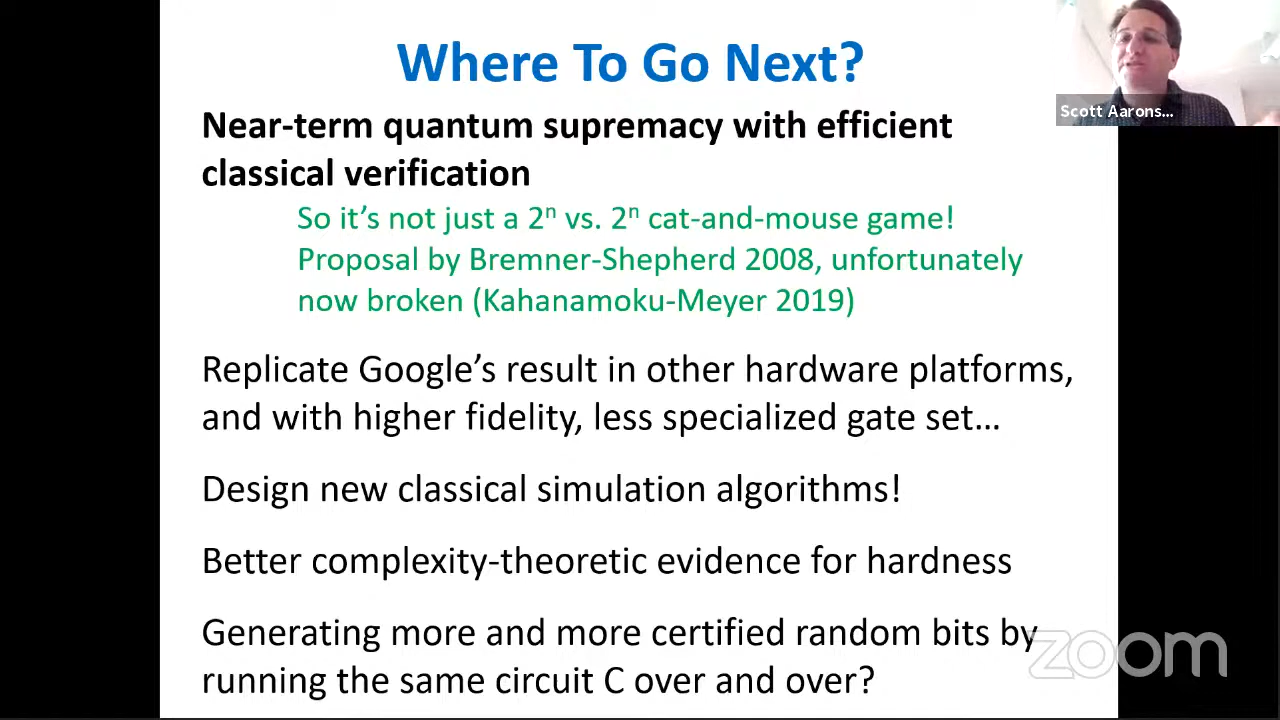 Where To Go Next?
Scott Aarons...
Near-term quantum supremacy with efficient
classical verification
So it’s not just a 2ⁿ vs. 2ⁿ cat-and-mouse game!
Proposal by Bremner-Shepherd 2008, unfortunately
now broken (Kahanamoku-Meyer 2019)
Replicate Google’s result in other hardware platforms,
and with higher fidelity, less specialized gate set…
Design new classical simulation algorithms!
Better complexity-theoretic evidence for hardness
Generating more and more certified random bits by
running the same circuit C over and over?
zoom